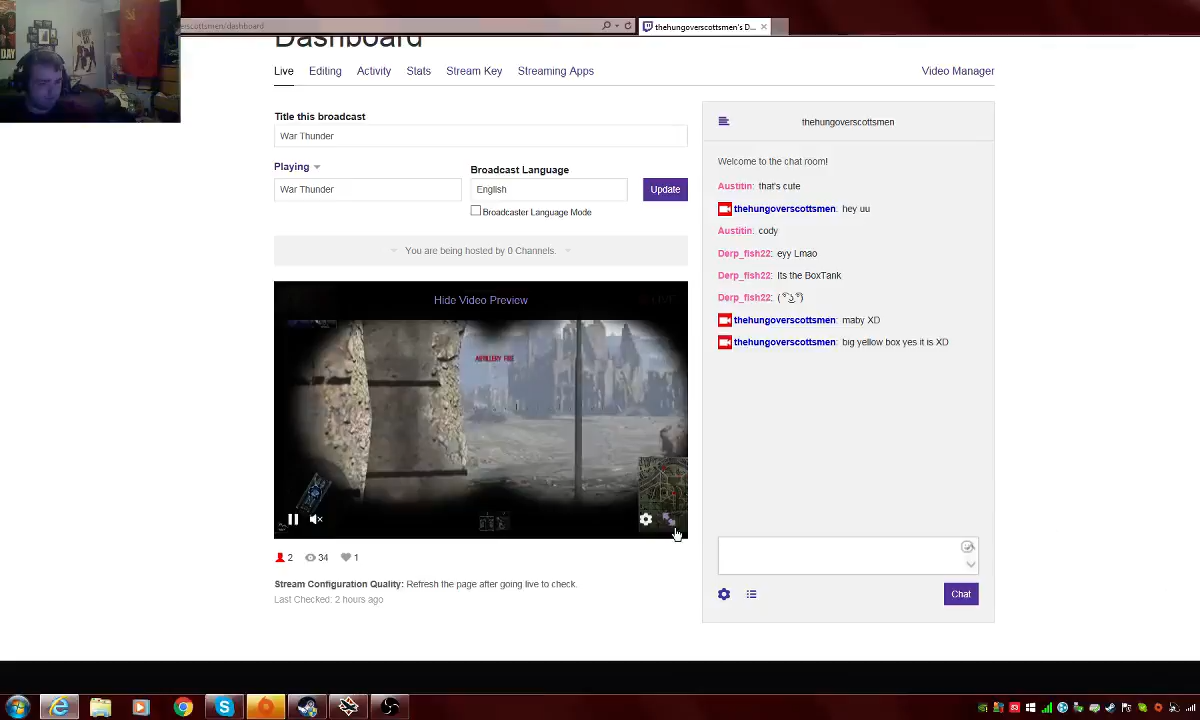 erscottsmen/dashboard
thehungoverscottsmen's D...
Dashboard
Live Editing Activity Stats Stream Key Streaming Apps Video Manager
Title this broadcast
War Thunder
Playing
Broadcast Language
War Thunder
English
Update
Broadcaster Language Mode
You are being hosted by 0 Channels.
Hide Video Preview
ARTILLERY FIRE
2 34 1
Stream Configuration Quality: Refresh the page after going live to check.
Last Checked: 2 hours ago
thehungoverscottsmen
Welcome to the chat room!
Austitin: that's cute
thehungoverscottsmen: hey uu
Austitin: cody
Derp_fish22: eyy Lmao
Derp_fish22: Its the BoxTank
Derp_fish22: ( ͡° ͜ʖ ͡°)
thehungoverscottsmen: maby XD
thehungoverscottsmen: big yellow box yes it is XD
Chat